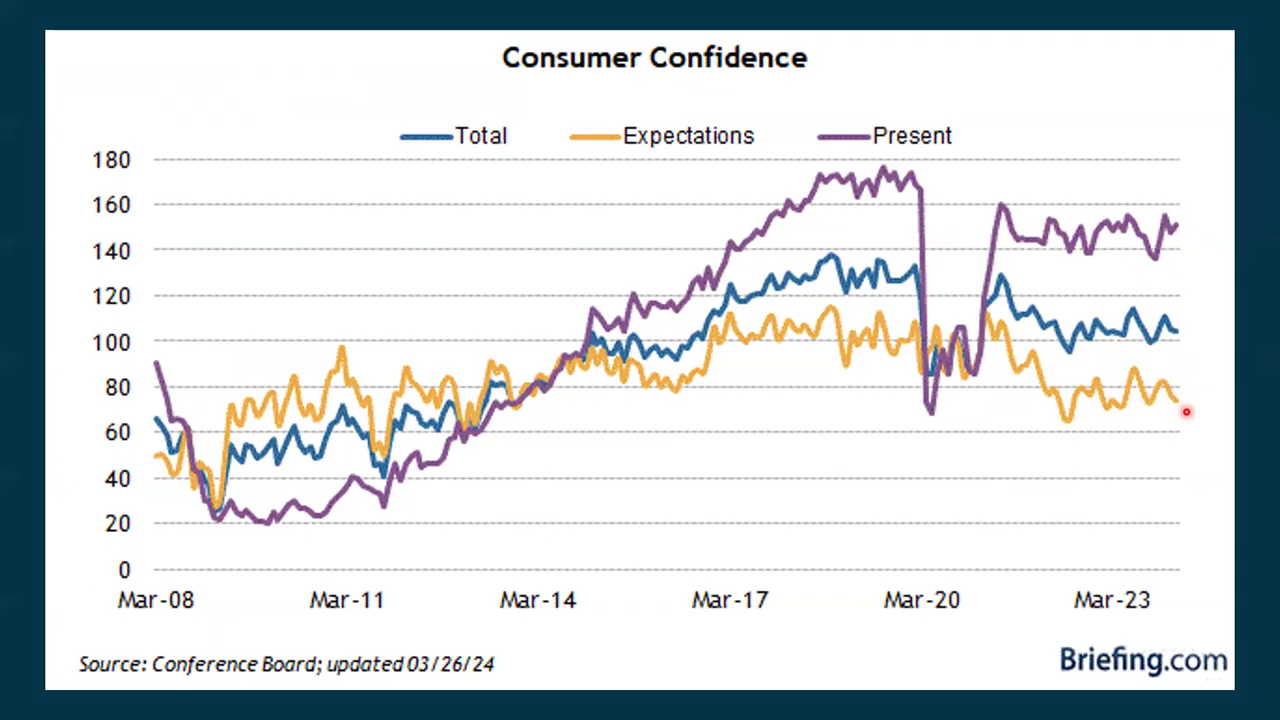 Consumer Confidence
Total Expectations Present
180
160
140
120
100
80
60
40
20
0
Mar-08 Mar-11 Mar-14 Mar-17 Mar-20 Mar-23
Source: Conference Board; updated 03/26/24
Briefing.com